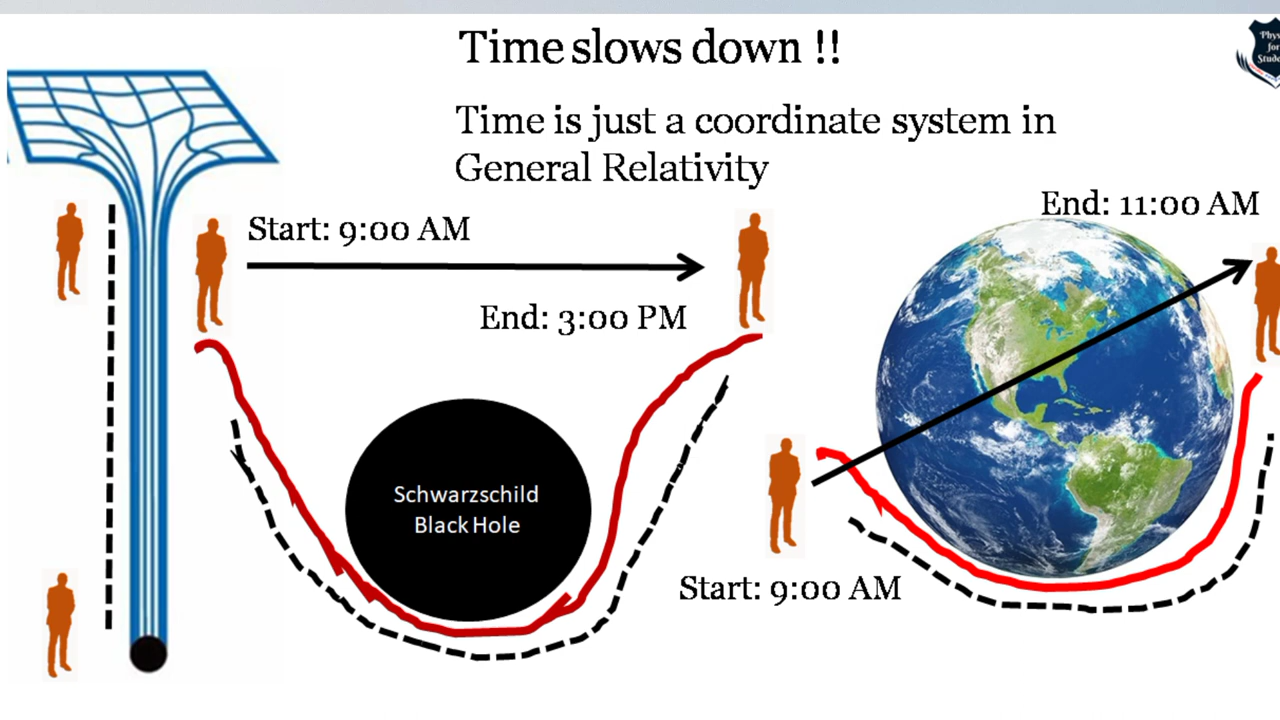 Time slows down !!
Time is just a coordinate system in
General Relativity
Start: 9:00 AM
End: 3:00 PM
Schwarzschild
Black Hole
End: 11:00 AM
Start: 9:00 AM